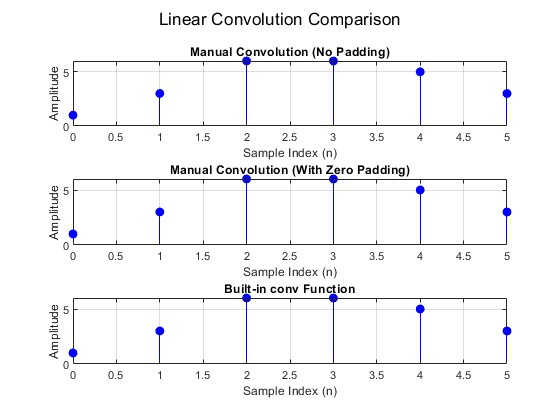 Linear Convolution Comparison
Manual Convolution (No Padding)
Amplitude
5
0
0 0.5 1 1.5 2 2.5 3 3.5 4 4.5 5
Sample Index (n)
Manual Convolution (With Zero Padding)
Amplitude
5
0
0 0.5 1 1.5 2 2.5 3 3.5 4 4.5 5
Sample Index (n)
Built-in conv Function
Amplitude
5
0
0 0.5 1 1.5 2 2.5 3 3.5 4 4.5 5
Sample Index (n)